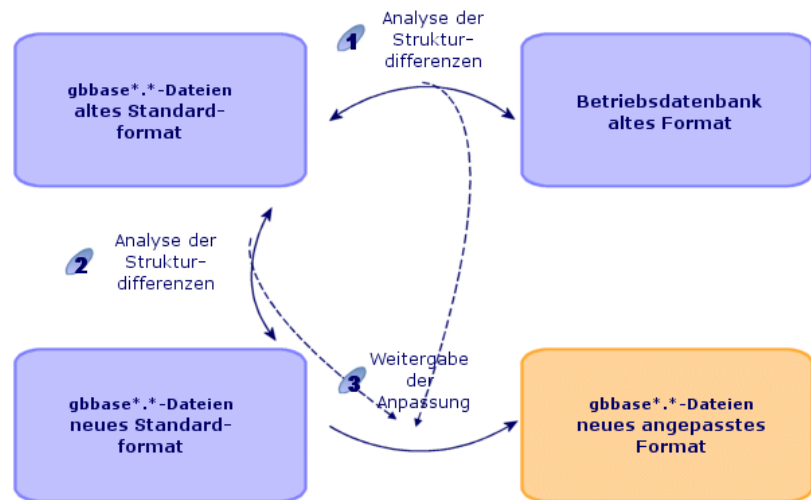 1
Analyse der
Struktur-
differenzen
gbbase*.*-Dateien
altes Standard-
format
Betriebsdatenbank
altes Format
2
Analyse der
Struktur-
differenzen
3
Weitergabe
der
Anpassung
gbbase*.*-Dateien
neues Standard-
format
gbbase*.*-Dateien
neues angepasstes
Format